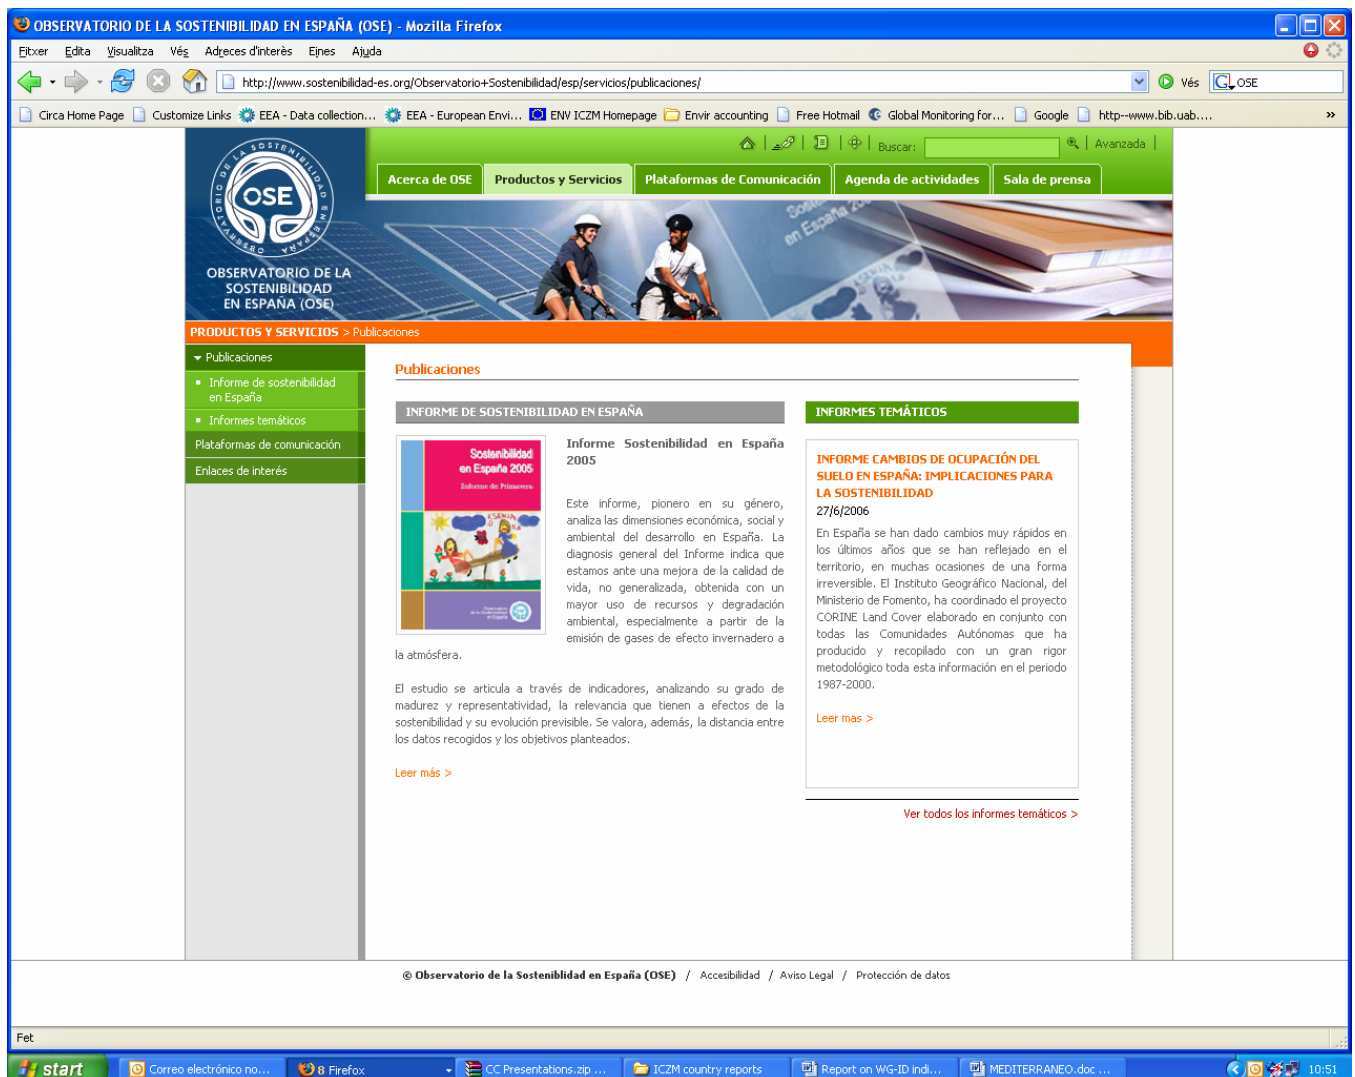 OBSERVATORIO DE LA SOSTENIBILIDAD EN ESPAÑA (OSE) - Mozilla Firefox
Fitxer Edita Visualitza Vés Adreces d'interès Eines Ajuda
http://www.sostenibilidad-es.org/Observatorio+Sostenibilidad/esp/servicios/publicaciones/ Vés OSE
Circa Home Page Customize Links EEA - Data collection... EEA - European Envi... ENV ICZM Homepage Envir accounting Free Hotmail Global Monitoring for... Google http--www.bib.uab.... »
Buscar: Avanzada
Acerca de OSE Productos y Servicios Plataformas de Comunicación Agenda de actividades Sala de prensa
OBSERVATORIO DE LA SOSTENIBILIDAD EN ESPAÑA
OSE
OBSERVATORIO DE LA
SOSTENIBILIDAD
EN ESPAÑA (OSE)
PRODUCTOS Y SERVICIOS > Publicaciones
Publicaciones
Informe de sostenibilidad
en España
Informes temáticos
Plataformas de comunicación
Enlaces de interés
Publicaciones
INFORME DE SOSTENIBILIDAD EN ESPAÑA
Sostenibilidad
en España 2005
Informe de Primavera
Informe Sostenibilidad en España
2005
Este informe, pionero en su género,
analiza las dimensiones económica, social y
ambiental del desarrollo en España. La
diagnosis general del Informe indica que
estamos ante una mejora de la calidad de
vida, no generalizada, obtenida con un
mayor uso de recursos y degradación
ambiental, especialmente a partir de la
emisión de gases de efecto invernadero a
la atmósfera.
El estudio se articula a través de indicadores, analizando su grado de
madurez y representatividad, la relevancia que tienen a efectos de la
sostenibilidad y su evolución previsible. Se valora, además, la distancia entre
los datos recogidos y los objetivos planteados.
Leer más >
INFORMES TEMÁTICOS
INFORME CAMBIOS DE OCUPACIÓN DEL
SUELO EN ESPAÑA: IMPLICACIONES PARA
LA SOSTENIBILIDAD
27/6/2006
En España se han dado cambios muy rápidos en
los últimos años que se han reflejado en el
territorio, en muchas ocasiones de una forma
irreversible. El Instituto Geográfico Nacional, del
Ministerio de Fomento, ha coordinado el proyecto
CORINE Land Cover elaborado en conjunto con
todas las Comunidades Autónomas que ha
producido y recopilado con un gran rigor
metodológico toda esta información en el periodo
1987-2000.
Leer mas >
Ver todos los informes temáticos >
© Observatorio de la Sosteniblidad en España (OSE) / Accesibilidad / Aviso Legal / Protección de datos
Fet
start Correo electrónico no... 8 Firefox CC Presentations.zip ... ICZM country reports Report on WG-ID indi... MEDITERRANEO.doc ... 10:51